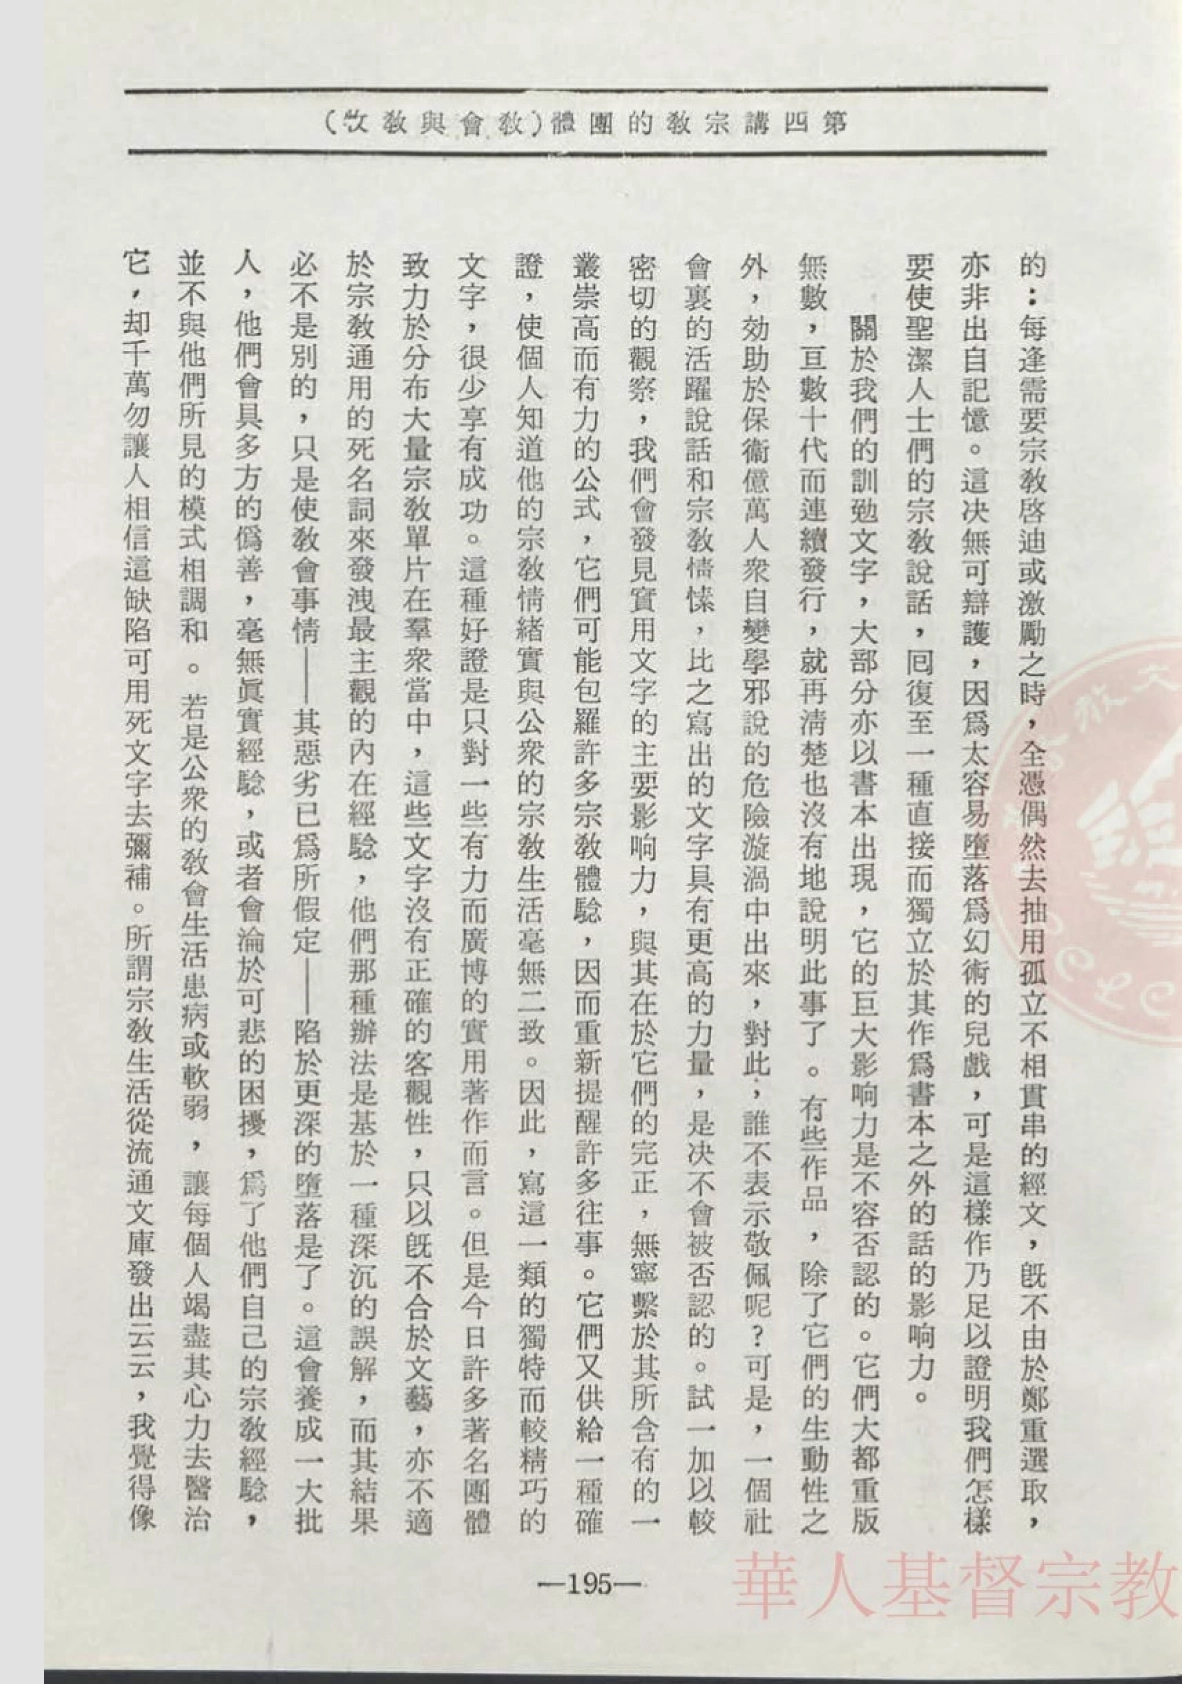 第四講宗教的團體(教會與教牧)
的：每逢需要宗教啓迪或激勵之時，全憑偶然去抽用孤立不相貫串的經文，旣不由於鄭重選取，
亦非出自記憶。這决無可辯護，因爲太容易墮落爲幻術的兒戲，可是這樣作乃足以證明我們怎樣
要使聖潔人士們的宗教說話，囘復至一種直接而獨立於其作爲書本之外的話的影响力。
關於我們的訓勉文字，大部分亦以書本出現，它的巨大影响力是不容否認的。它們大都重版
無數，亘數十代而連續發行，就再淸楚也沒有地說明此事了。有些作品，除了它們的生動性之
外，効助於保衞億萬人衆自變學邪說的危險漩渦中出來，對此，誰不表示敬佩呢？可是，一個社
會裏的活躍說話和宗教情愫，比之寫出的文字具有更高的力量，是决不會被否認的。試一加以較
密切的觀察，我們會發見實用文字的主要影响力，與其在於它們的完正，無寧繫於其所含有的一
叢崇高而有力的公式，它們可能包羅許多宗教體騐，因而重新提醒許多往事。它們又供給一種確
證，使個人知道他的宗教情緒實與公衆的宗教生活毫無二致。因此，寫這一類的獨特而較精巧的
文字，很少享有成功。這種好證是只對一些有力而廣博的實用著作而言。但是今日許多著名團體
致力於分布大量宗教單片在羣衆當中，這些文字沒有正確的客觀性，只以旣不合於文藝，亦不適
於宗教通用的死名詞來發洩最主觀的內在經騐，他們那種辦法是基於一種深沉的誤解，而其結果
必不是別的，只是使教會事情——其惡劣已爲所假定——陷於更深的墮落是了。這會養成一大批
人，他們會具多方的僞善，毫無眞實經騐，或者會淪於可悲的困擾，爲了他們自己的宗教經騐，
並不與他們所見的模式相調和。若是公衆的教會生活患病或軟弱，讓每個人竭盡其心力去醫治
它，却千萬勿讓人相信這缺陷可用死文字去彌補。所謂宗教生活從流通文庫發出云云，我覺得像
—195—
華人基督宗教